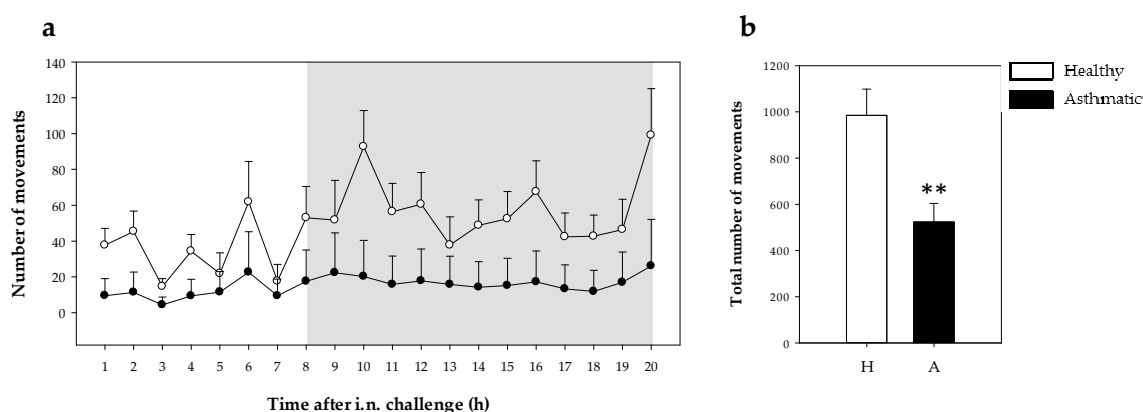 a
Number of movements
140
120
100
80
60
40
20
0
1 2 3 4 5 6 7 8 9 10 11 12 13 14 15 16 17 18 19 20
Time after i.n. challenge (h)
b
Total number of movements
1200
1000
800
600
400
200
0
**
H A
Healthy
Asthmatic